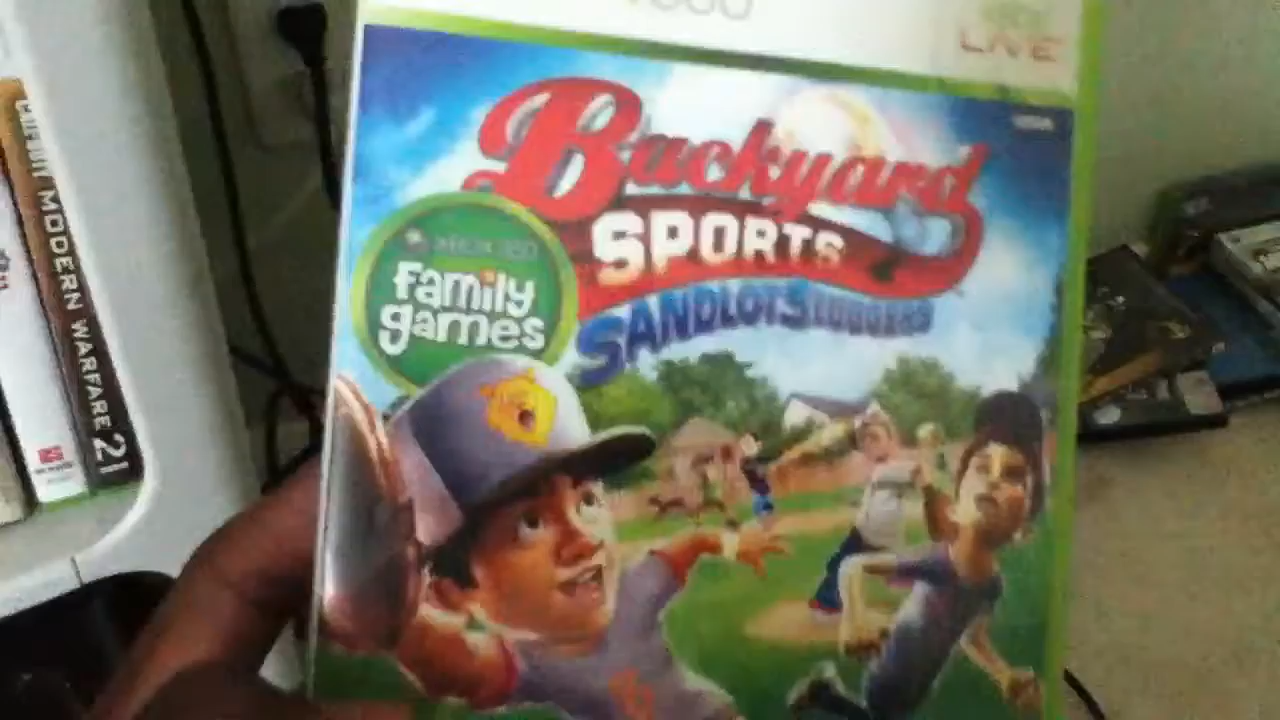 LIVE
Backyard
SPORTS
SANDLOT SLUGGERS
XBOX 360
family
games
MODERN WARFARE 2